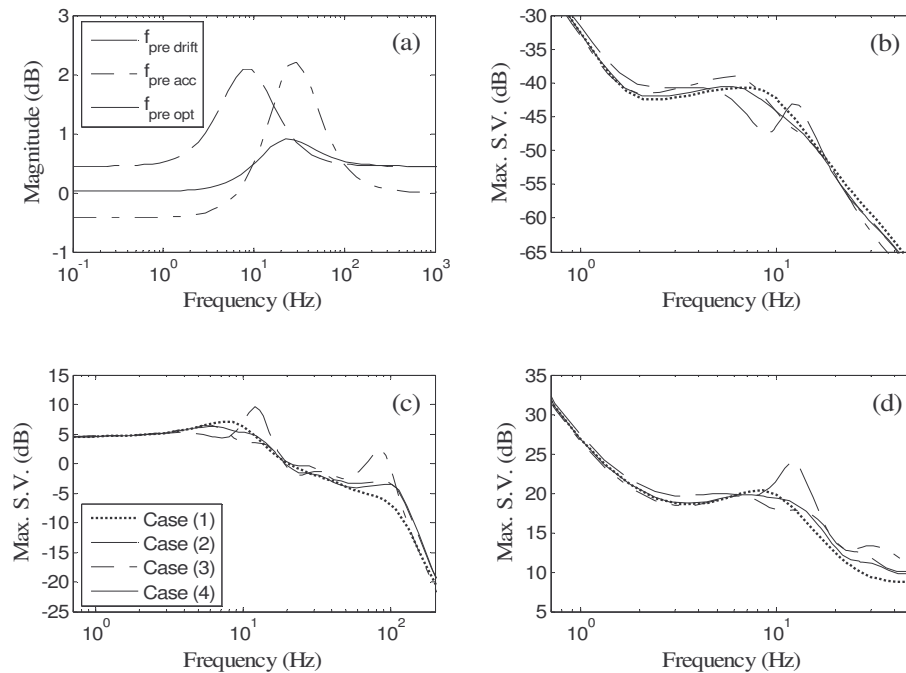 (a)
f pre drift
f pre acc
f pre opt
Magnitude (dB)
3
2
1
0
-1
10^-1 10^0 10^1 10^2 10^3
Frequency (Hz)
(b)
Max. S.V. (dB)
-30
-35
-40
-45
-50
-55
-60
-65
10^0 10^1
Frequency (Hz)
(c)
Max. S.V. (dB)
15
10
5
0
-5
-10
-15
-20
-25
Case (1)
Case (2)
Case (3)
Case (4)
10^0 10^1 10^2
Frequency (Hz)
(d)
Max. S.V. (dB)
35
30
25
20
15
10
5
10^0 10^1
Frequency (Hz)